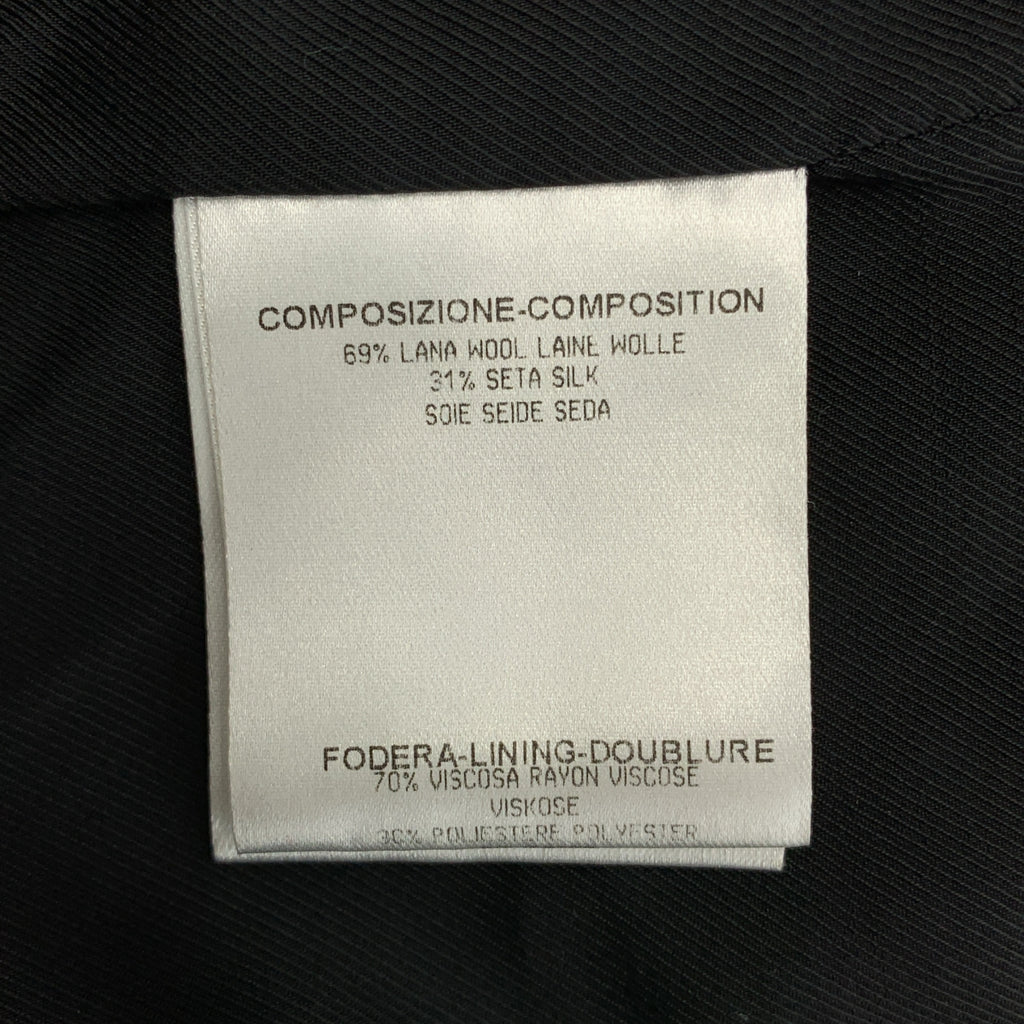 COMPOSIZIONE-COMPOSITION
69% LANA WOOL LAINE WOLLE
31% SETA SILK
SOIE SEIDE SEDA
FODERA-LINING-DOUBLURE
70% VISCOSA RAYON VISCOSE
VISKOSE
30% POLIESTERE POLYESTER